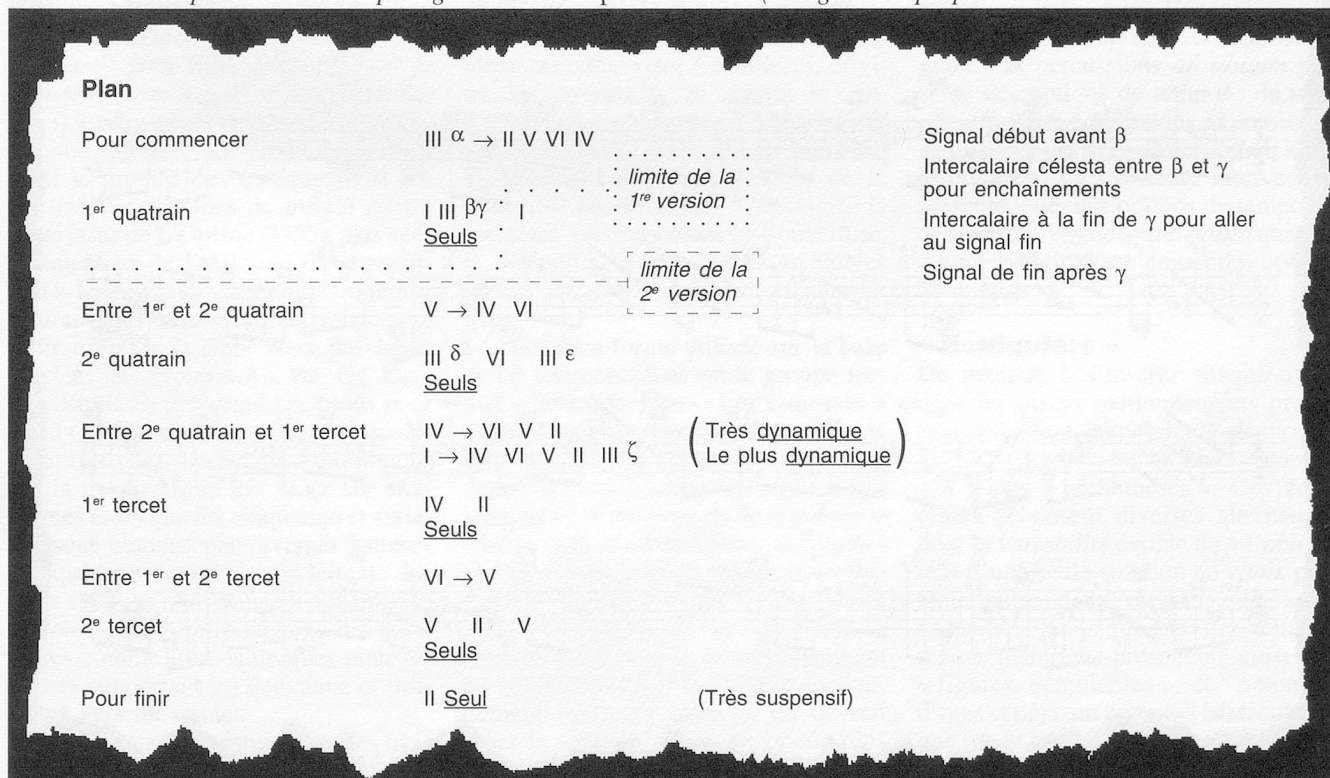 Plan
Pour commencer III α → II V VI IV
1er quatrain I III βγ I
Seuls
limite de la
1re version
limite de la
2e version
Entre 1er et 2e quatrain V → IV VI
2e quatrain III δ VI III ε
Seuls
Entre 2e quatrain et 1er tercet IV → VI V II
I → IV VI V II III ζ
(Très dynamique
Le plus dynamique)
1er tercet IV II
Seuls
Entre 1er et 2e tercet VI → V
2e tercet V II V
Seuls
Pour finir II Seul (Très suspensif)
Signal début avant β
Intercalaire célesta entre β et γ
pour enchaînements
Intercalaire à la fin de γ pour aller
au signal fin
Signal de fin après γ